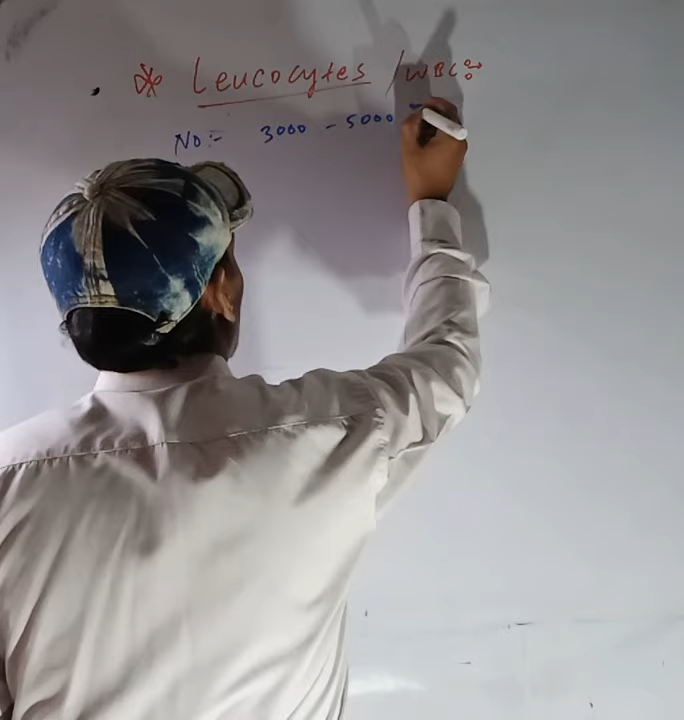 * Leucocytes / WBC :→
No :- 3000 - 5000